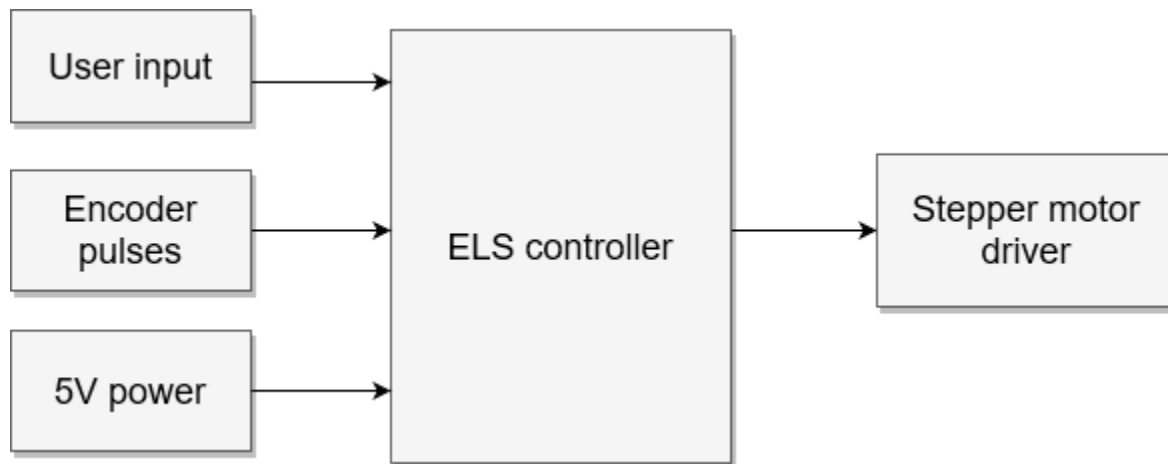 User input
Encoder
pulses
5V power
ELS controller
Stepper motor
driver